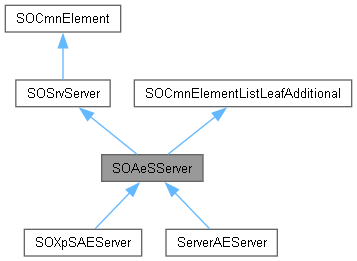 SOCmnElement
SOSrvServer
SOCmnElementListLeafAdditional
SOAeSServer
SOXpSAEServer
ServerAEServer